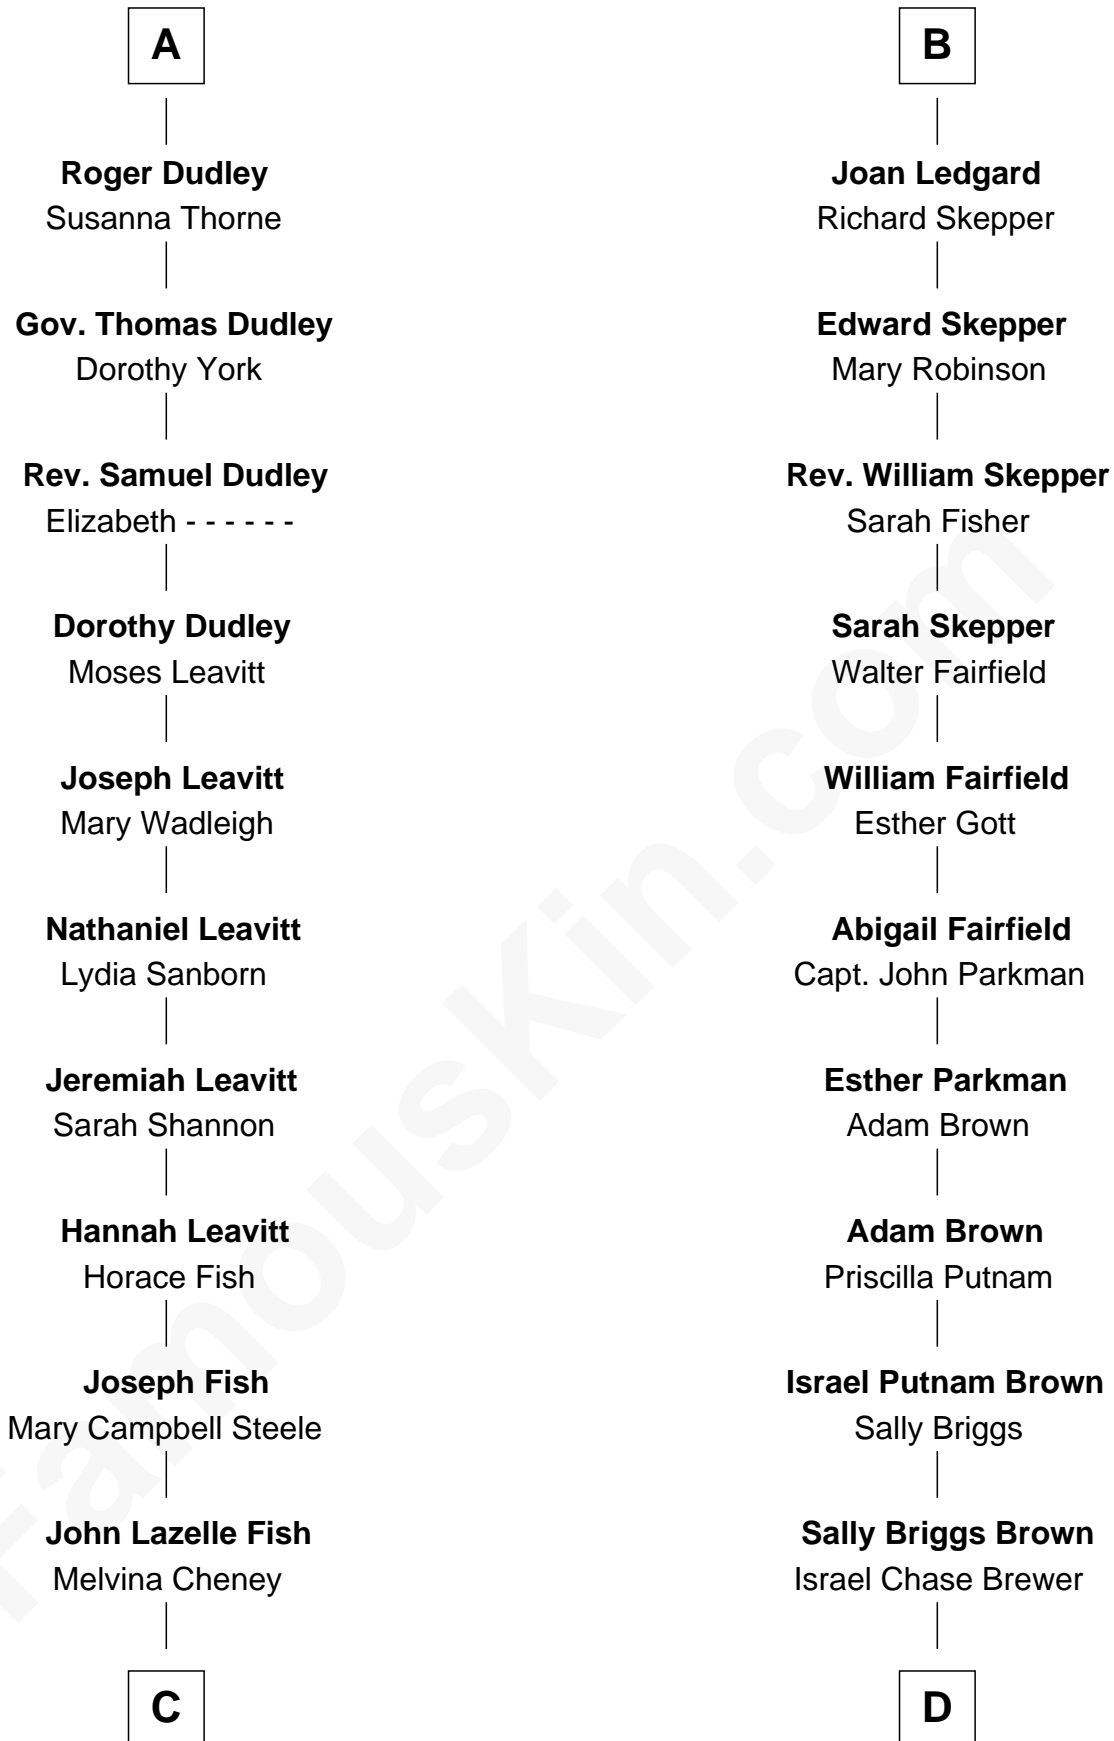 A
Roger Dudley
Susanna Thorne
Gov. Thomas Dudley
Dorothy York
Rev. Samuel Dudley
Elizabeth - - - - - -
Dorothy Dudley
Moses Leavitt
Joseph Leavitt
Mary Wadleigh
Nathaniel Leavitt
Lydia Sanborn
Jeremiah Leavitt
Sarah Shannon
Hannah Leavitt
Horace Fish
Joseph Fish
Mary Campbell Steele
John Lazelle Fish
Melvina Cheney
C
B
Joan Ledgard
Richard Skepper
Edward Skepper
Mary Robinson
Rev. William Skepper
Sarah Fisher
Sarah Skepper
Walter Fairfield
William Fairfield
Esther Gott
Abigail Fairfield
Capt. John Parkman
Esther Parkman
Adam Brown
Adam Brown
Priscilla Putnam
Israel Putnam Brown
Sally Briggs
Sally Briggs Brown
Israel Chase Brewer
D
FamousKin.com